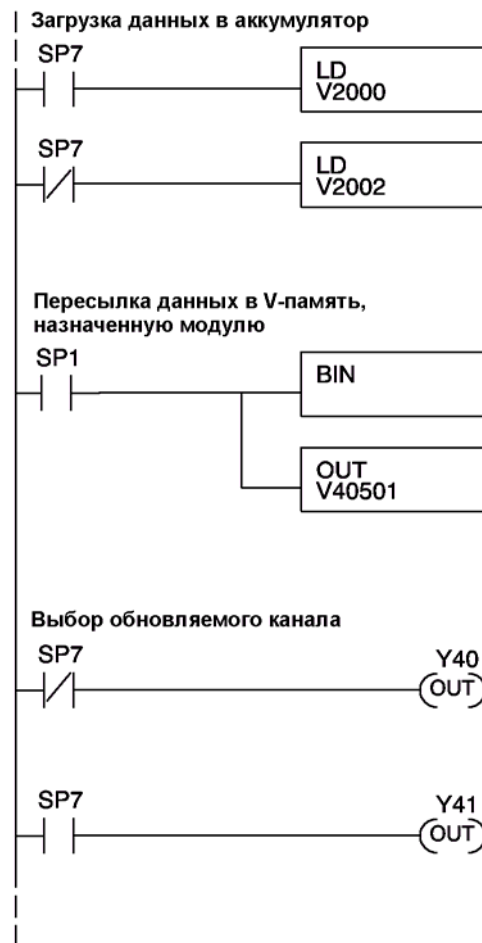 Загрузка данных в аккумулятор
SP7
LD
V2000
SP7
LD
V2002
Пересылка данных в V-память,
назначенную модулю
SP1
BIN
OUT
V40501
Выбор обновляемого канала
SP7
Y40
OUT
SP7
Y41
OUT